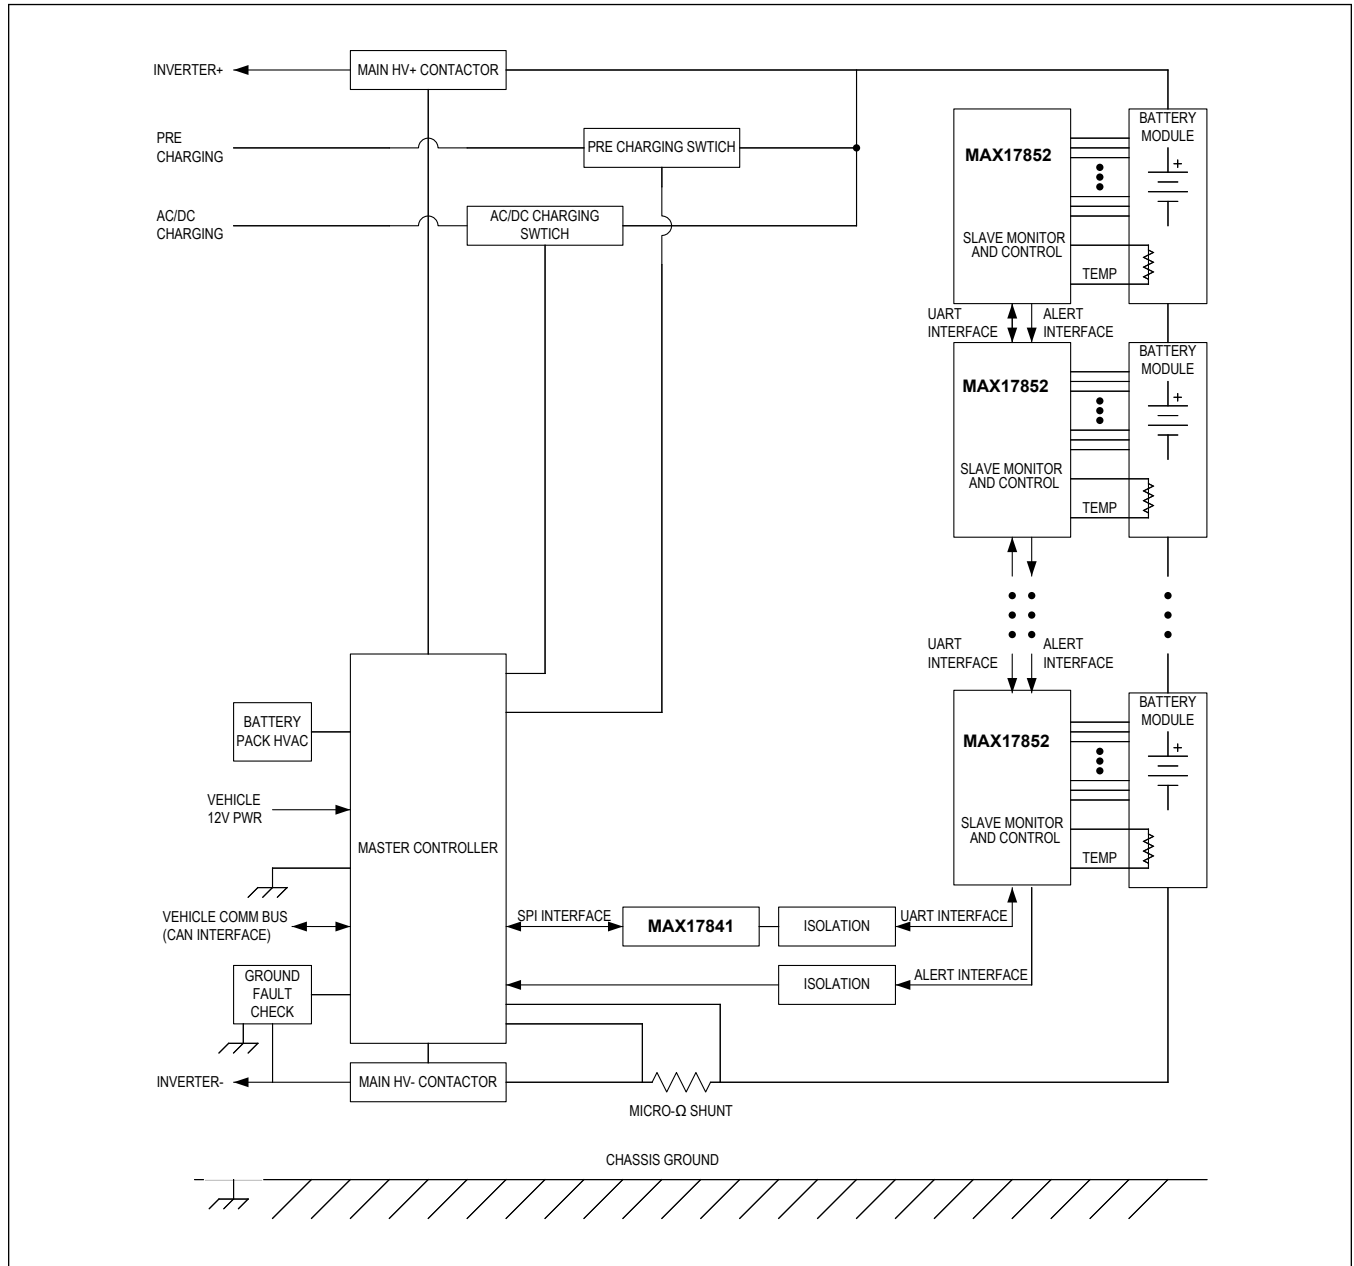 INVERTER+
MAIN HV+ CONTACTOR
PRE
CHARGING
PRE CHARGING SWTICH
AC/DC
CHARGING
AC/DC CHARGING
SWTICH
MAX17852
SLAVE MONITOR
AND CONTROL
TEMP
BATTERY
MODULE
+
UART
INTERFACE
ALERT
INTERFACE
MAX17852
SLAVE MONITOR
AND CONTROL
TEMP
BATTERY
MODULE
+
UART
INTERFACE
ALERT
INTERFACE
MAX17852
SLAVE MONITOR
AND CONTROL
TEMP
BATTERY
MODULE
+
BATTERY
PACK HVAC
VEHICLE
12V PWR
MASTER CONTROLLER
VEHICLE COMM BUS
(CAN INTERFACE)
SPI INTERFACE
MAX17841
ISOLATION
UART INTERFACE
GROUND
FAULT
CHECK
ISOLATION
ALERT INTERFACE
INVERTER-
MAIN HV- CONTACTOR
MICRO-Ω SHUNT
CHASSIS GROUND